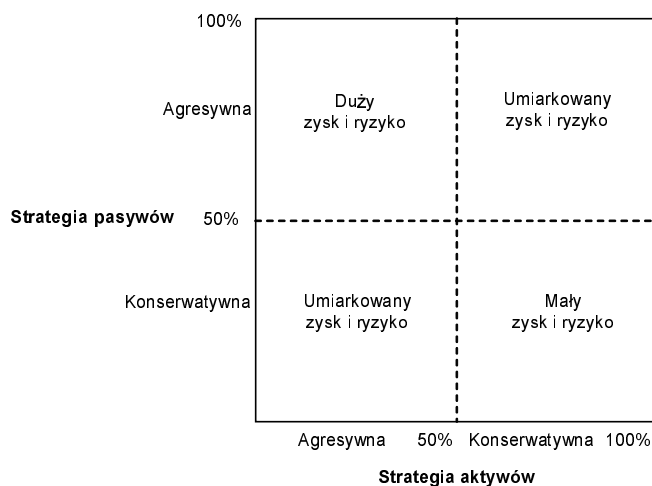 100%
Agresywna
Duży
zysk i ryzyko
Umiarkowany
zysk i ryzyko
Strategia pasywów
50%
Konserwatywna
Umiarkowany
zysk i ryzyko
Mały
zysk i ryzyko
Agresywna 50% Konserwatywna 100%
Strategia aktywów